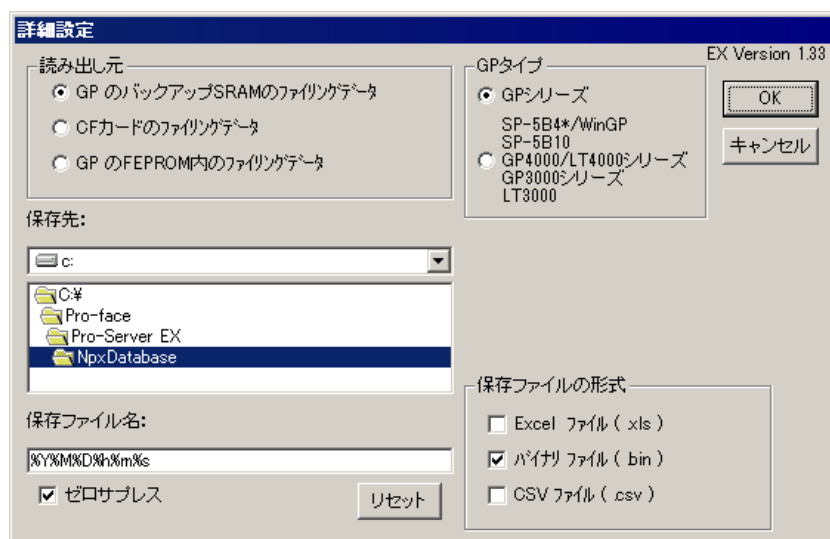 詳細設定
EX Version 1.33
読み出し元
GP のバックアップSRAMのファイリングデータ
CFカードのファイリングデータ
GP のFEPROM内のファイリングデータ
GPタイプ
GPシリーズ
SP-5B4*/WinGP
SP-5B10
GP4000/LT4000シリーズ
GP3000シリーズ
LT3000
OK
キャンセル
保存先:
c:
C:¥
Pro-face
Pro-Server EX
NpxDatabase
保存ファイル名:
%Y%M%D%h%m%s
ゼロサプレス
リセット
保存ファイルの形式
Excel ファイル ( .xls )
バイナリ ファイル ( .bin )
CSV ファイル ( .csv )